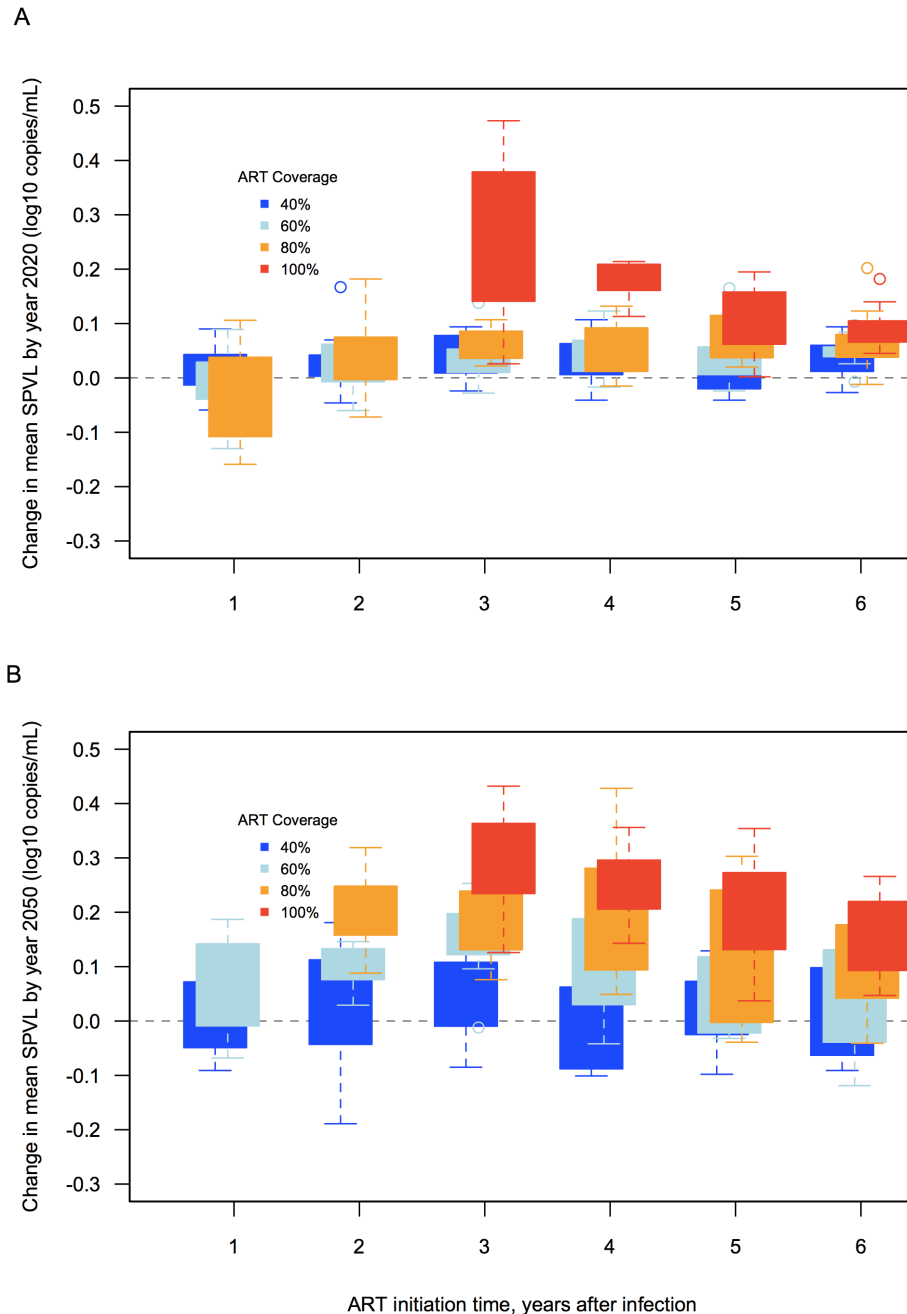 A
Change in mean SPVL by year 2020 (log10 copies/mL)
0.5
0.4
0.3
0.2
0.1
0.0
-0.1
-0.2
-0.3
ART Coverage
40%
60%
80%
100%
1 2 3 4 5 6
B
Change in mean SPVL by year 2050 (log10 copies/mL)
0.5
0.4
0.3
0.2
0.1
0.0
-0.1
-0.2
-0.3
ART Coverage
40%
60%
80%
100%
1 2 3 4 5 6
ART initiation time, years after infection